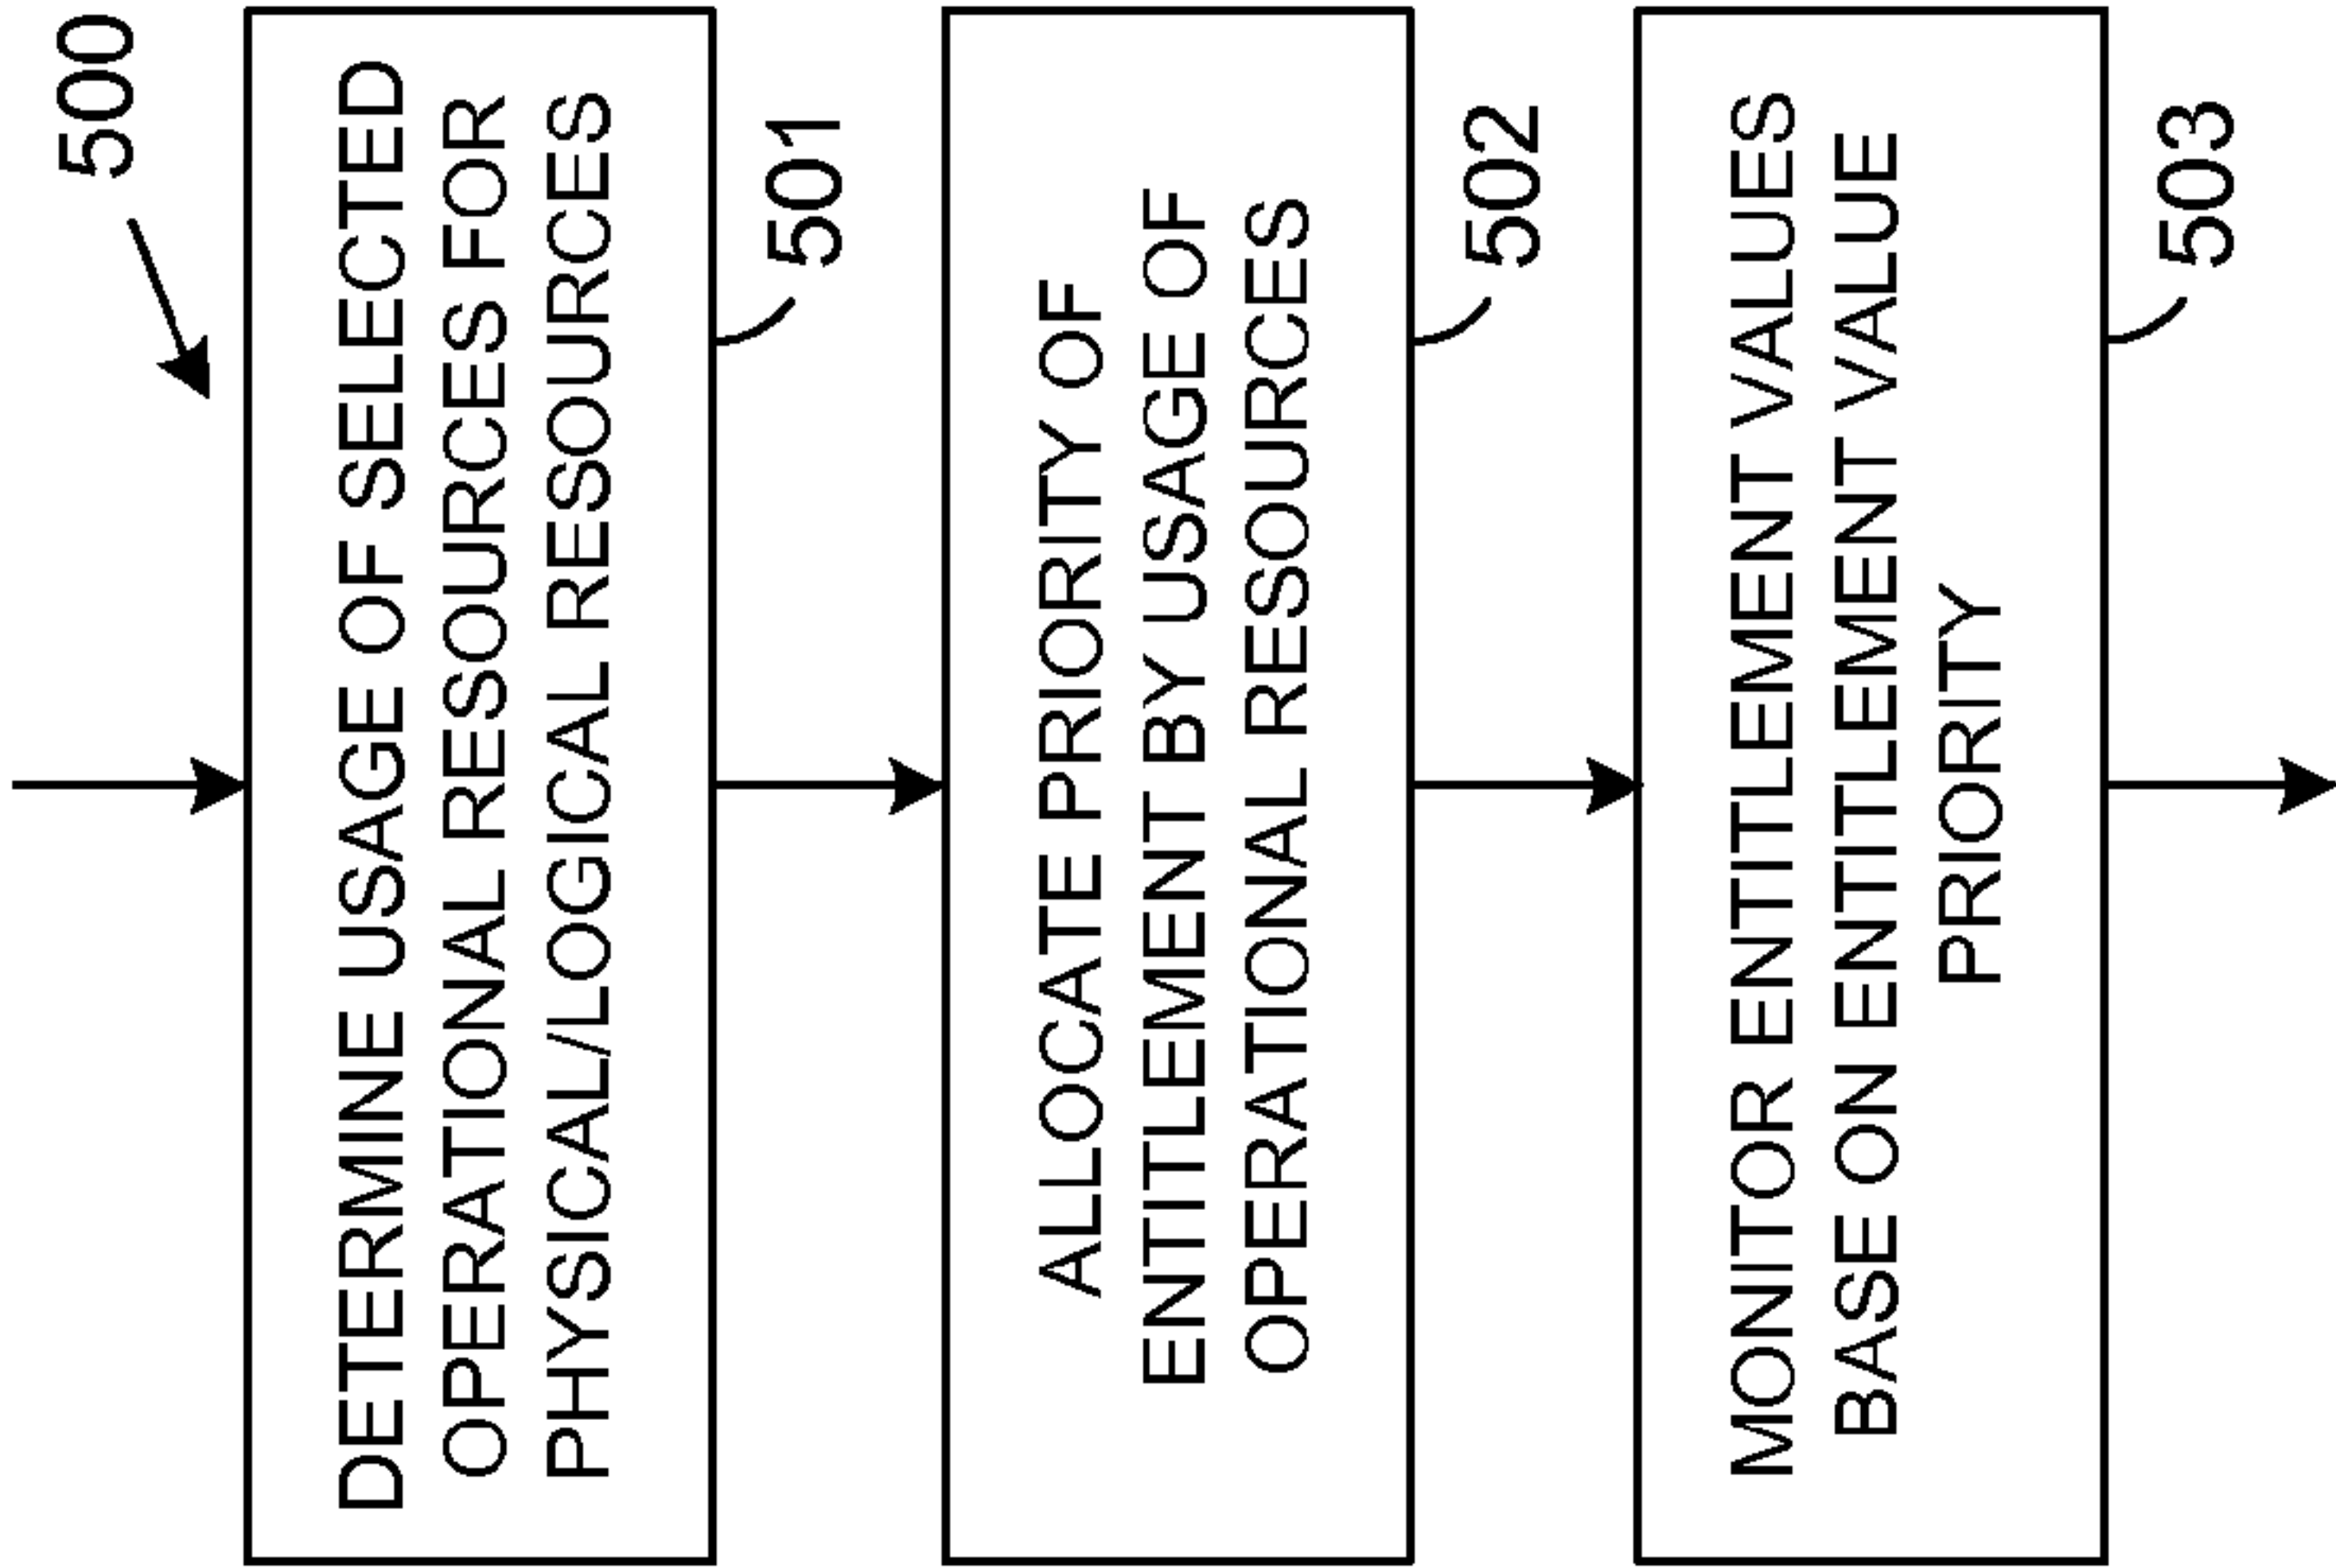 500
DETERMINE USAGE OF SELECTED
OPERATIONAL RESOURCES FOR
PHYSICAL/LOGICAL RESOURCES
501
ALLOCATE PRIORITY OF
ENTITLEMENT BY USAGE OF
OPERATIONAL RESOURCES
502
MONITOR ENTITLEMENT VALUES
BASE ON ENTITLEMENT VALUE
PRIORITY
503